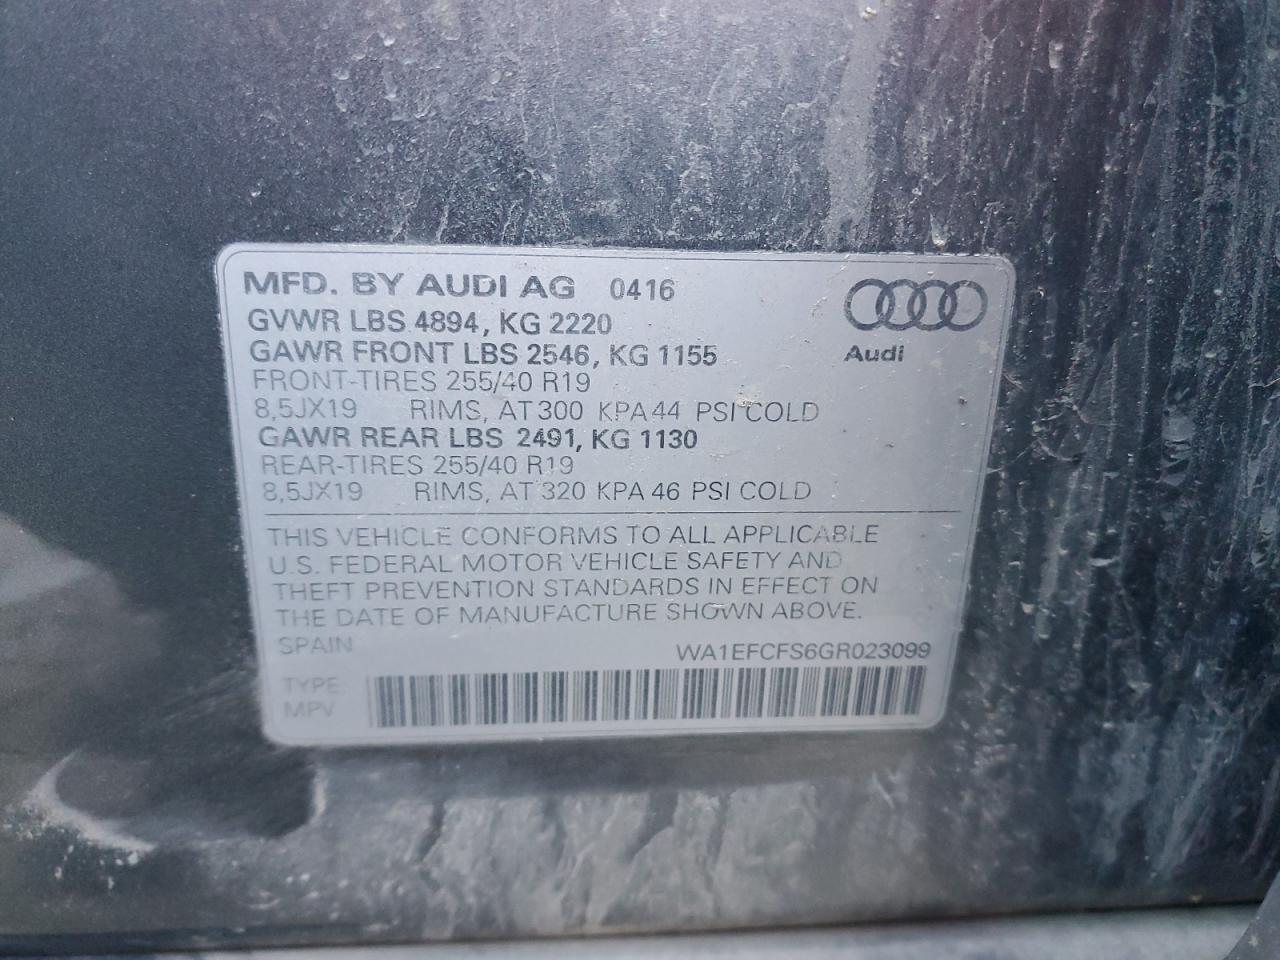 MFD. BY AUDI AG 0416
GVWR LBS 4894, KG 2220
GAWR FRONT LBS 2546, KG 1155
Audi
FRONT-TIRES 255/40 R19
8,5JX19 RIMS, AT 300 KPA 44 PSI COLD
GAWR REAR LBS 2491, KG 1130
REAR-TIRES 255/40 R19
8,5JX19 RIMS, AT 320 KPA 46 PSI COLD
THIS VEHICLE CONFORMS TO ALL APPLICABLE
U.S. FEDERAL MOTOR VEHICLE SAFETY AND
THEFT PREVENTION STANDARDS IN EFFECT ON
THE DATE OF MANUFACTURE SHOWN ABOVE.
SPAIN WA1EFCFS6GR023099
TYPE:
MPV